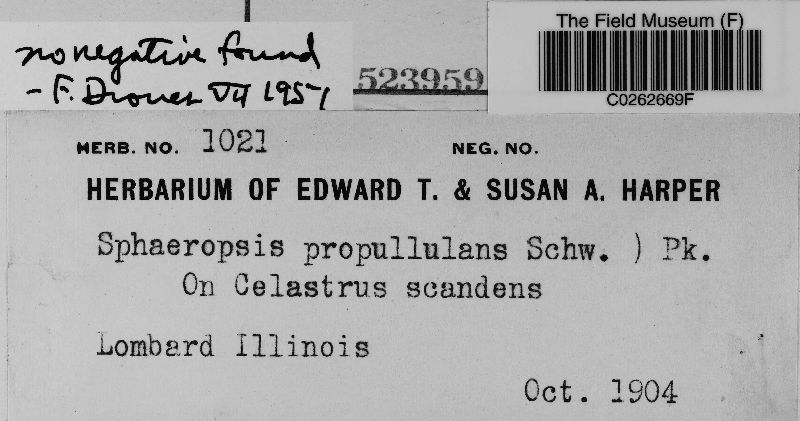 no negative found
- F. Drouet VII 1957
523959
The Field Museum (F)
C0262669F
HERB. NO. 1021 NEG. NO.
HERBARIUM OF EDWARD T. & SUSAN A. HARPER
Sphaeropsis propullulans Schw. ) Pk.
On Celastrus scandens
Lombard Illinois
Oct. 1904